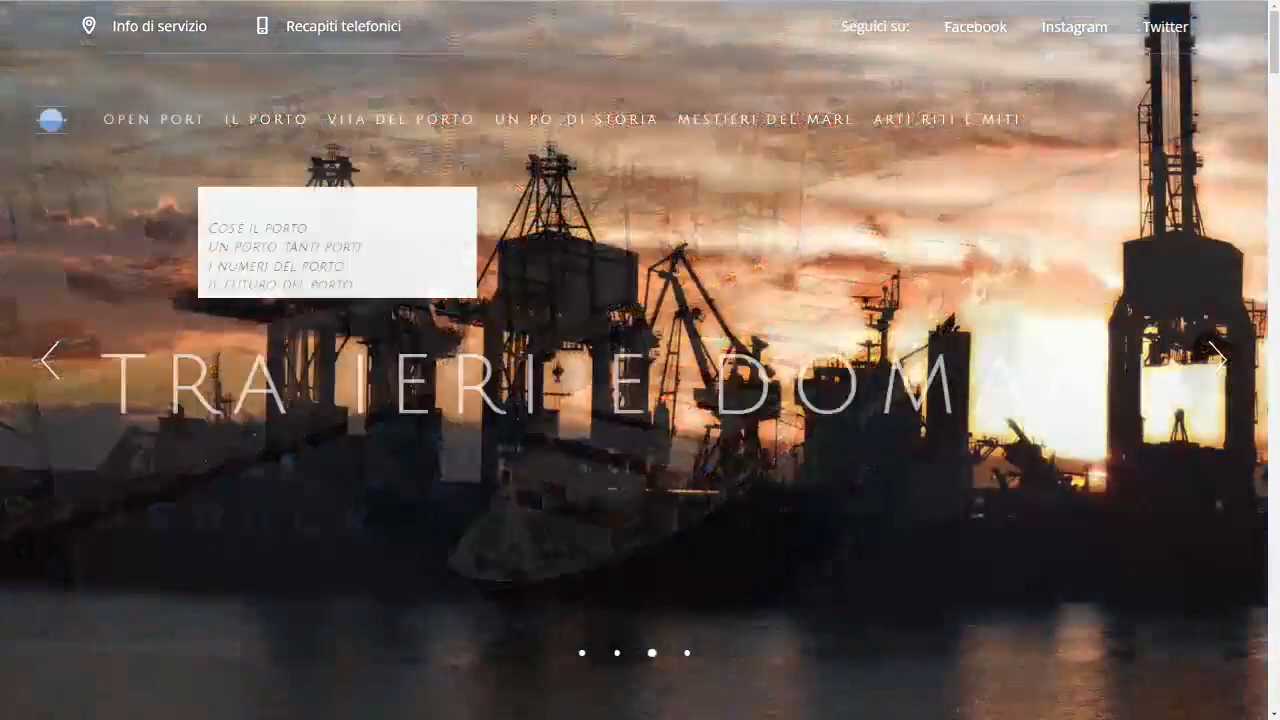 Info di servizio
Recapiti telefonici
Seguici su:
Facebook
Instagram
Twitter
OPEN PORT
IL PORTO
VITA DEL PORTO
UN PO' DI STORIA
MESTIERI DEL MARE
ARTI RITI E MITI
COS'È IL PORTO
UN PORTO TANTI PORTI
I NUMERI DEL PORTO
IL FUTURO DEL PORTO
TRA IERI E DOMA